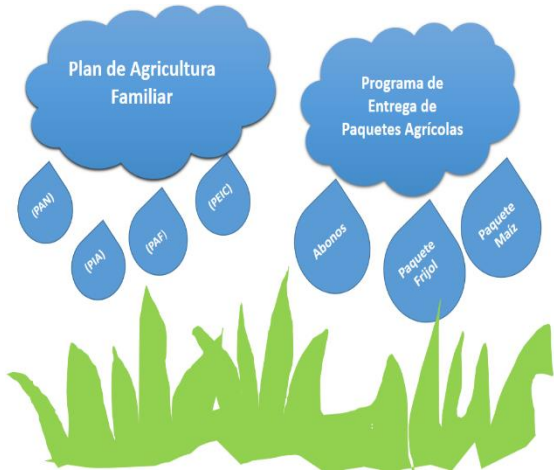 Plan de Agricultura
Familiar
Programa de
Entrega de
Paquetes Agrícolas
(PAN)
(PIA)
(PAF)
(PEIC)
Abonos
Paquete
Frijol
Paquete
Maíz